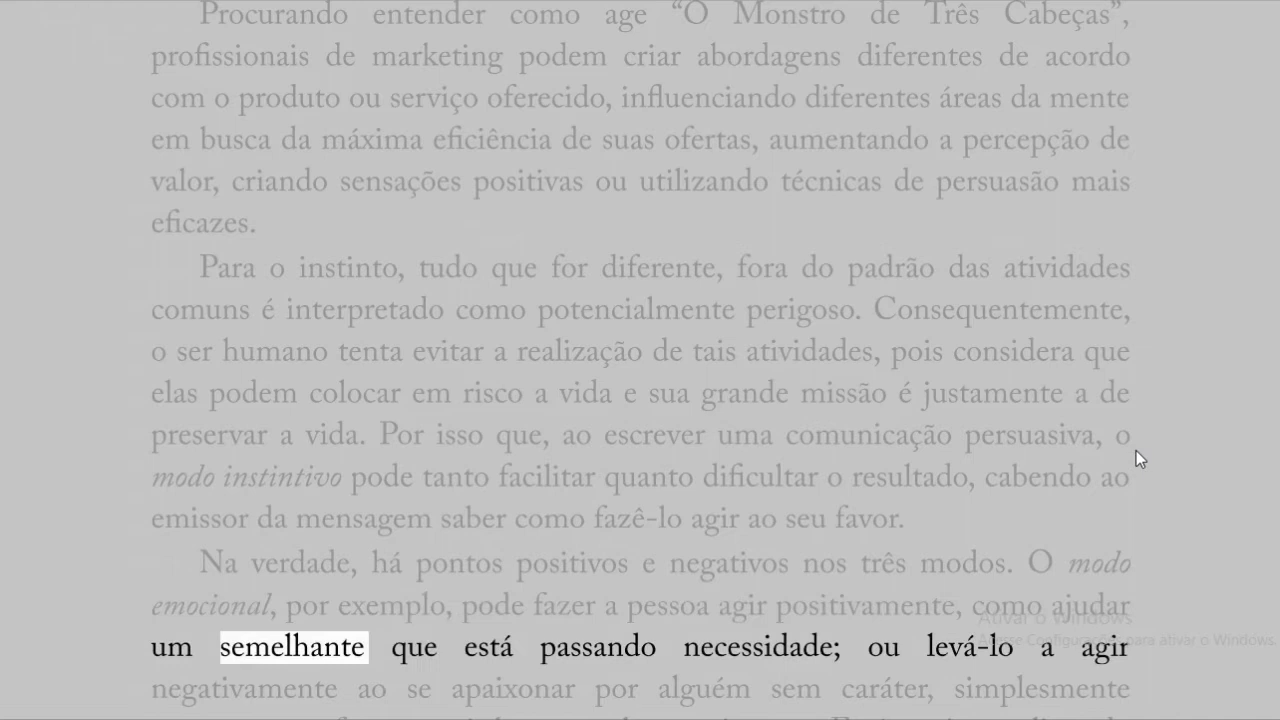 Procurando entender como age “O Monstro de Três Cabeças”,
profissionais de marketing podem criar abordagens diferentes de acordo
com o produto ou serviço oferecido, influenciando diferentes áreas da mente
em busca da máxima eficiência de suas ofertas, aumentando a percepção de
valor, criando sensações positivas ou utilizando técnicas de persuasão mais
eficazes.
Para o instinto, tudo que for diferente, fora do padrão das atividades
comuns é interpretado como potencialmente perigoso. Consequentemente,
o ser humano tenta evitar a realização de tais atividades, pois considera que
elas podem colocar em risco a vida e sua grande missão é justamente a de
preservar a vida. Por isso que, ao escrever uma comunicação persuasiva, o
modo instintivo pode tanto facilitar quanto dificultar o resultado, cabendo ao
emissor da mensagem saber como fazê-lo agir ao seu favor.
Na verdade, há pontos positivos e negativos nos três modos. O modo
emocional, por exemplo, pode fazer a pessoa agir positivamente, como ajudar
um semelhante que está passando necessidade; ou levá-lo a agir
negativamente ao se apaixonar por alguém sem caráter, simplesmente
Ativar o Windows
Acesse Configurações para ativar o Windows.